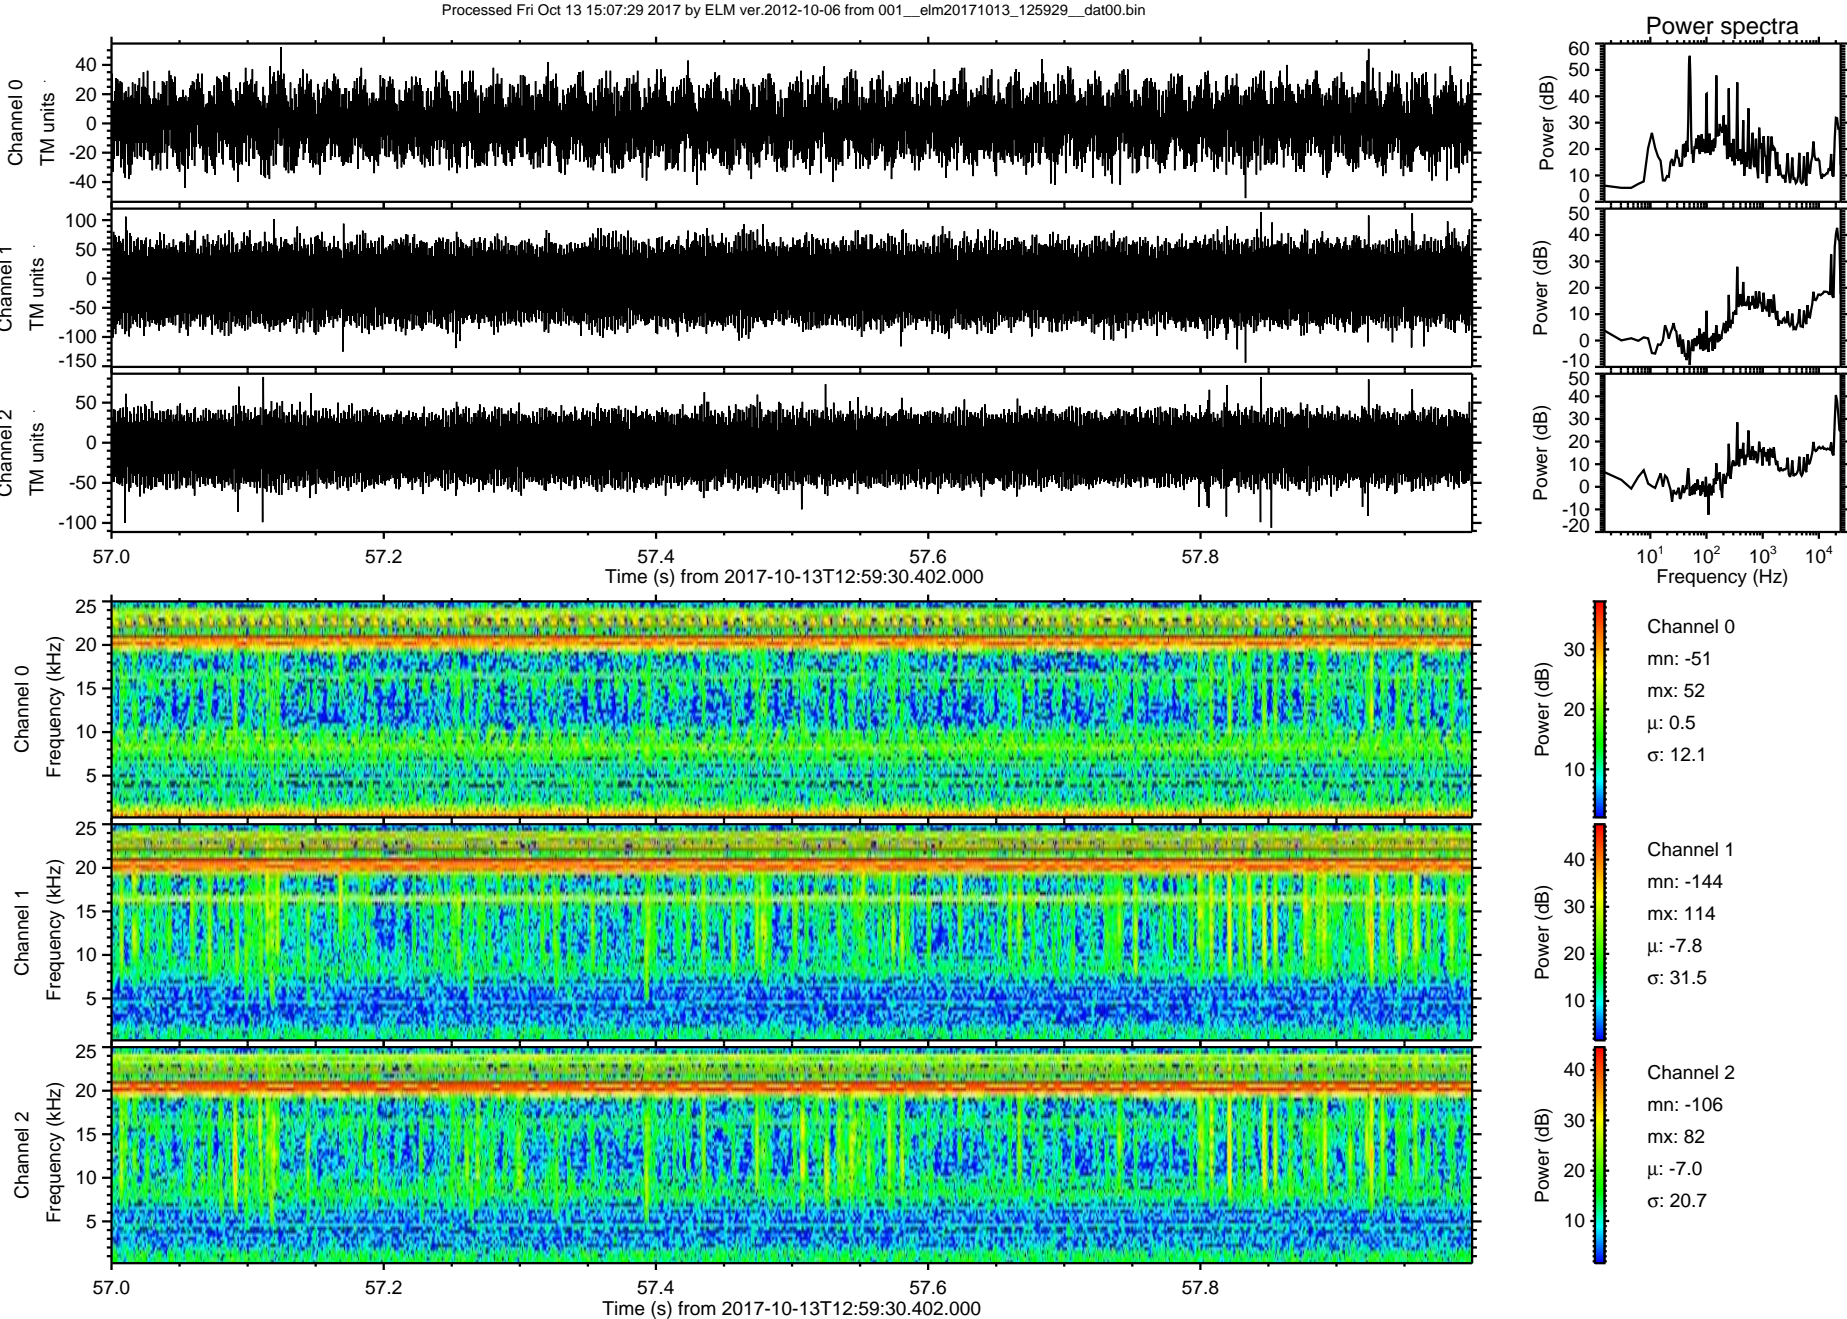 Processed Fri Oct 13 15:07:29 2017 by ELM ver.2012-10-06 from 001__elm20171013_125929__dat00.bin
Power spectra
Channel 0
TM units
40
20
0
-20
-40
Power (dB)
60
50
40
30
20
10
0
Channel 1
TM units
100
50
0
-50
-100
-150
Power (dB)
50
40
30
20
10
0
-10
Channel 2
TM units
50
0
-50
-100
Power (dB)
50
40
30
20
10
0
-10
-20
57.0 57.2 57.4 57.6 57.8
Time (s) from 2017-10-13T12:59:30.402.000
10^1 10^2 10^3 10^4
Frequency (Hz)
Channel 0
Frequency (kHz)
25
20
15
10
5
Power (dB)
30
20
10
Channel 0
mn: -51
mx: 52
μ: 0.5
σ: 12.1
Channel 1
Frequency (kHz)
25
20
15
10
5
Power (dB)
40
30
20
10
Channel 1
mn: -144
mx: 114
μ: -7.8
σ: 31.5
Channel 2
Frequency (kHz)
25
20
15
10
5
Power (dB)
40
30
20
10
Channel 2
mn: -106
mx: 82
μ: -7.0
σ: 20.7
57.0 57.2 57.4 57.6 57.8
Time (s) from 2017-10-13T12:59:30.402.000